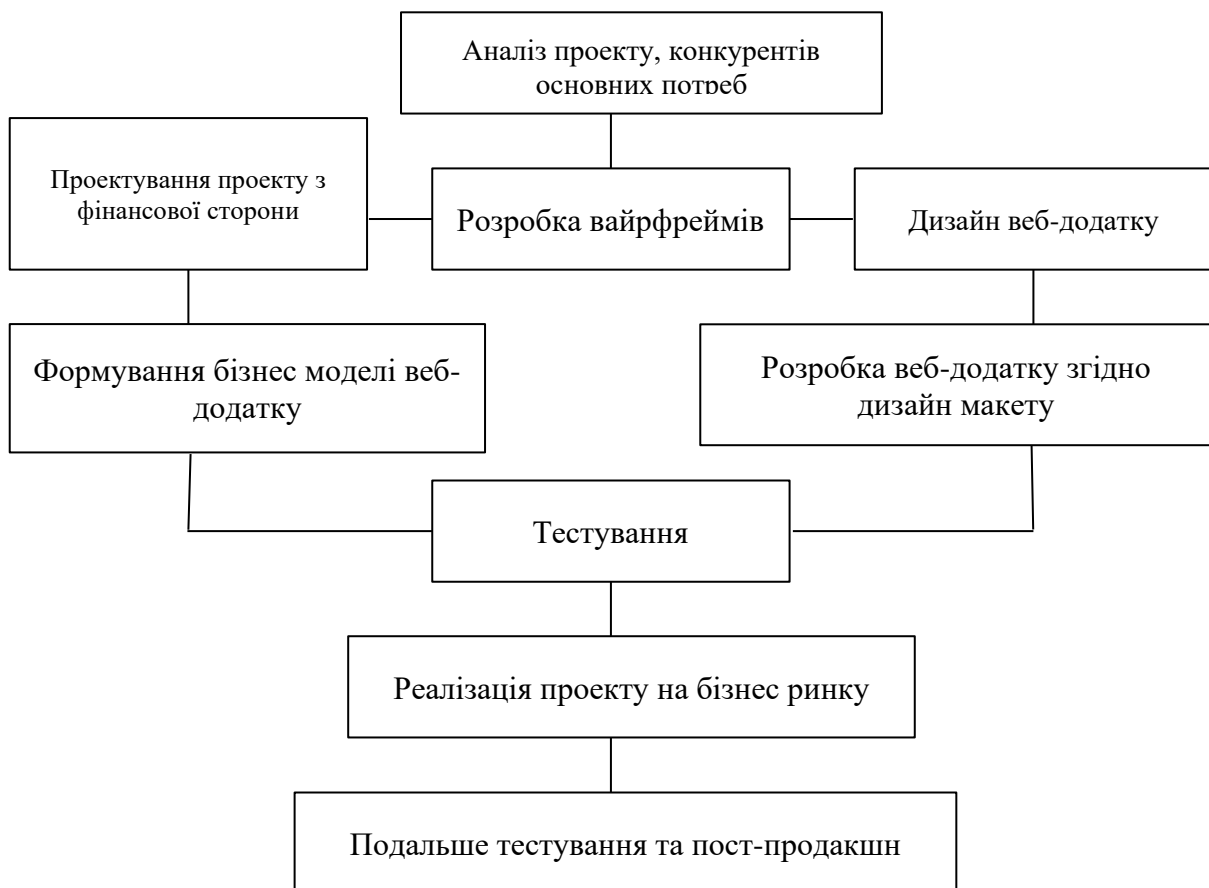 Аналіз проекту, конкурентів
основних потреб
Проектування проекту з
фінансової сторони
Розробка вайрфреймів
Дизайн веб-додатку
Формування бізнес моделі веб-
додатку
Розробка веб-додатку згідно
дизайн макету
Тестування
Реалізація проекту на бізнес ринку
Подальше тестування та пост-продакшн